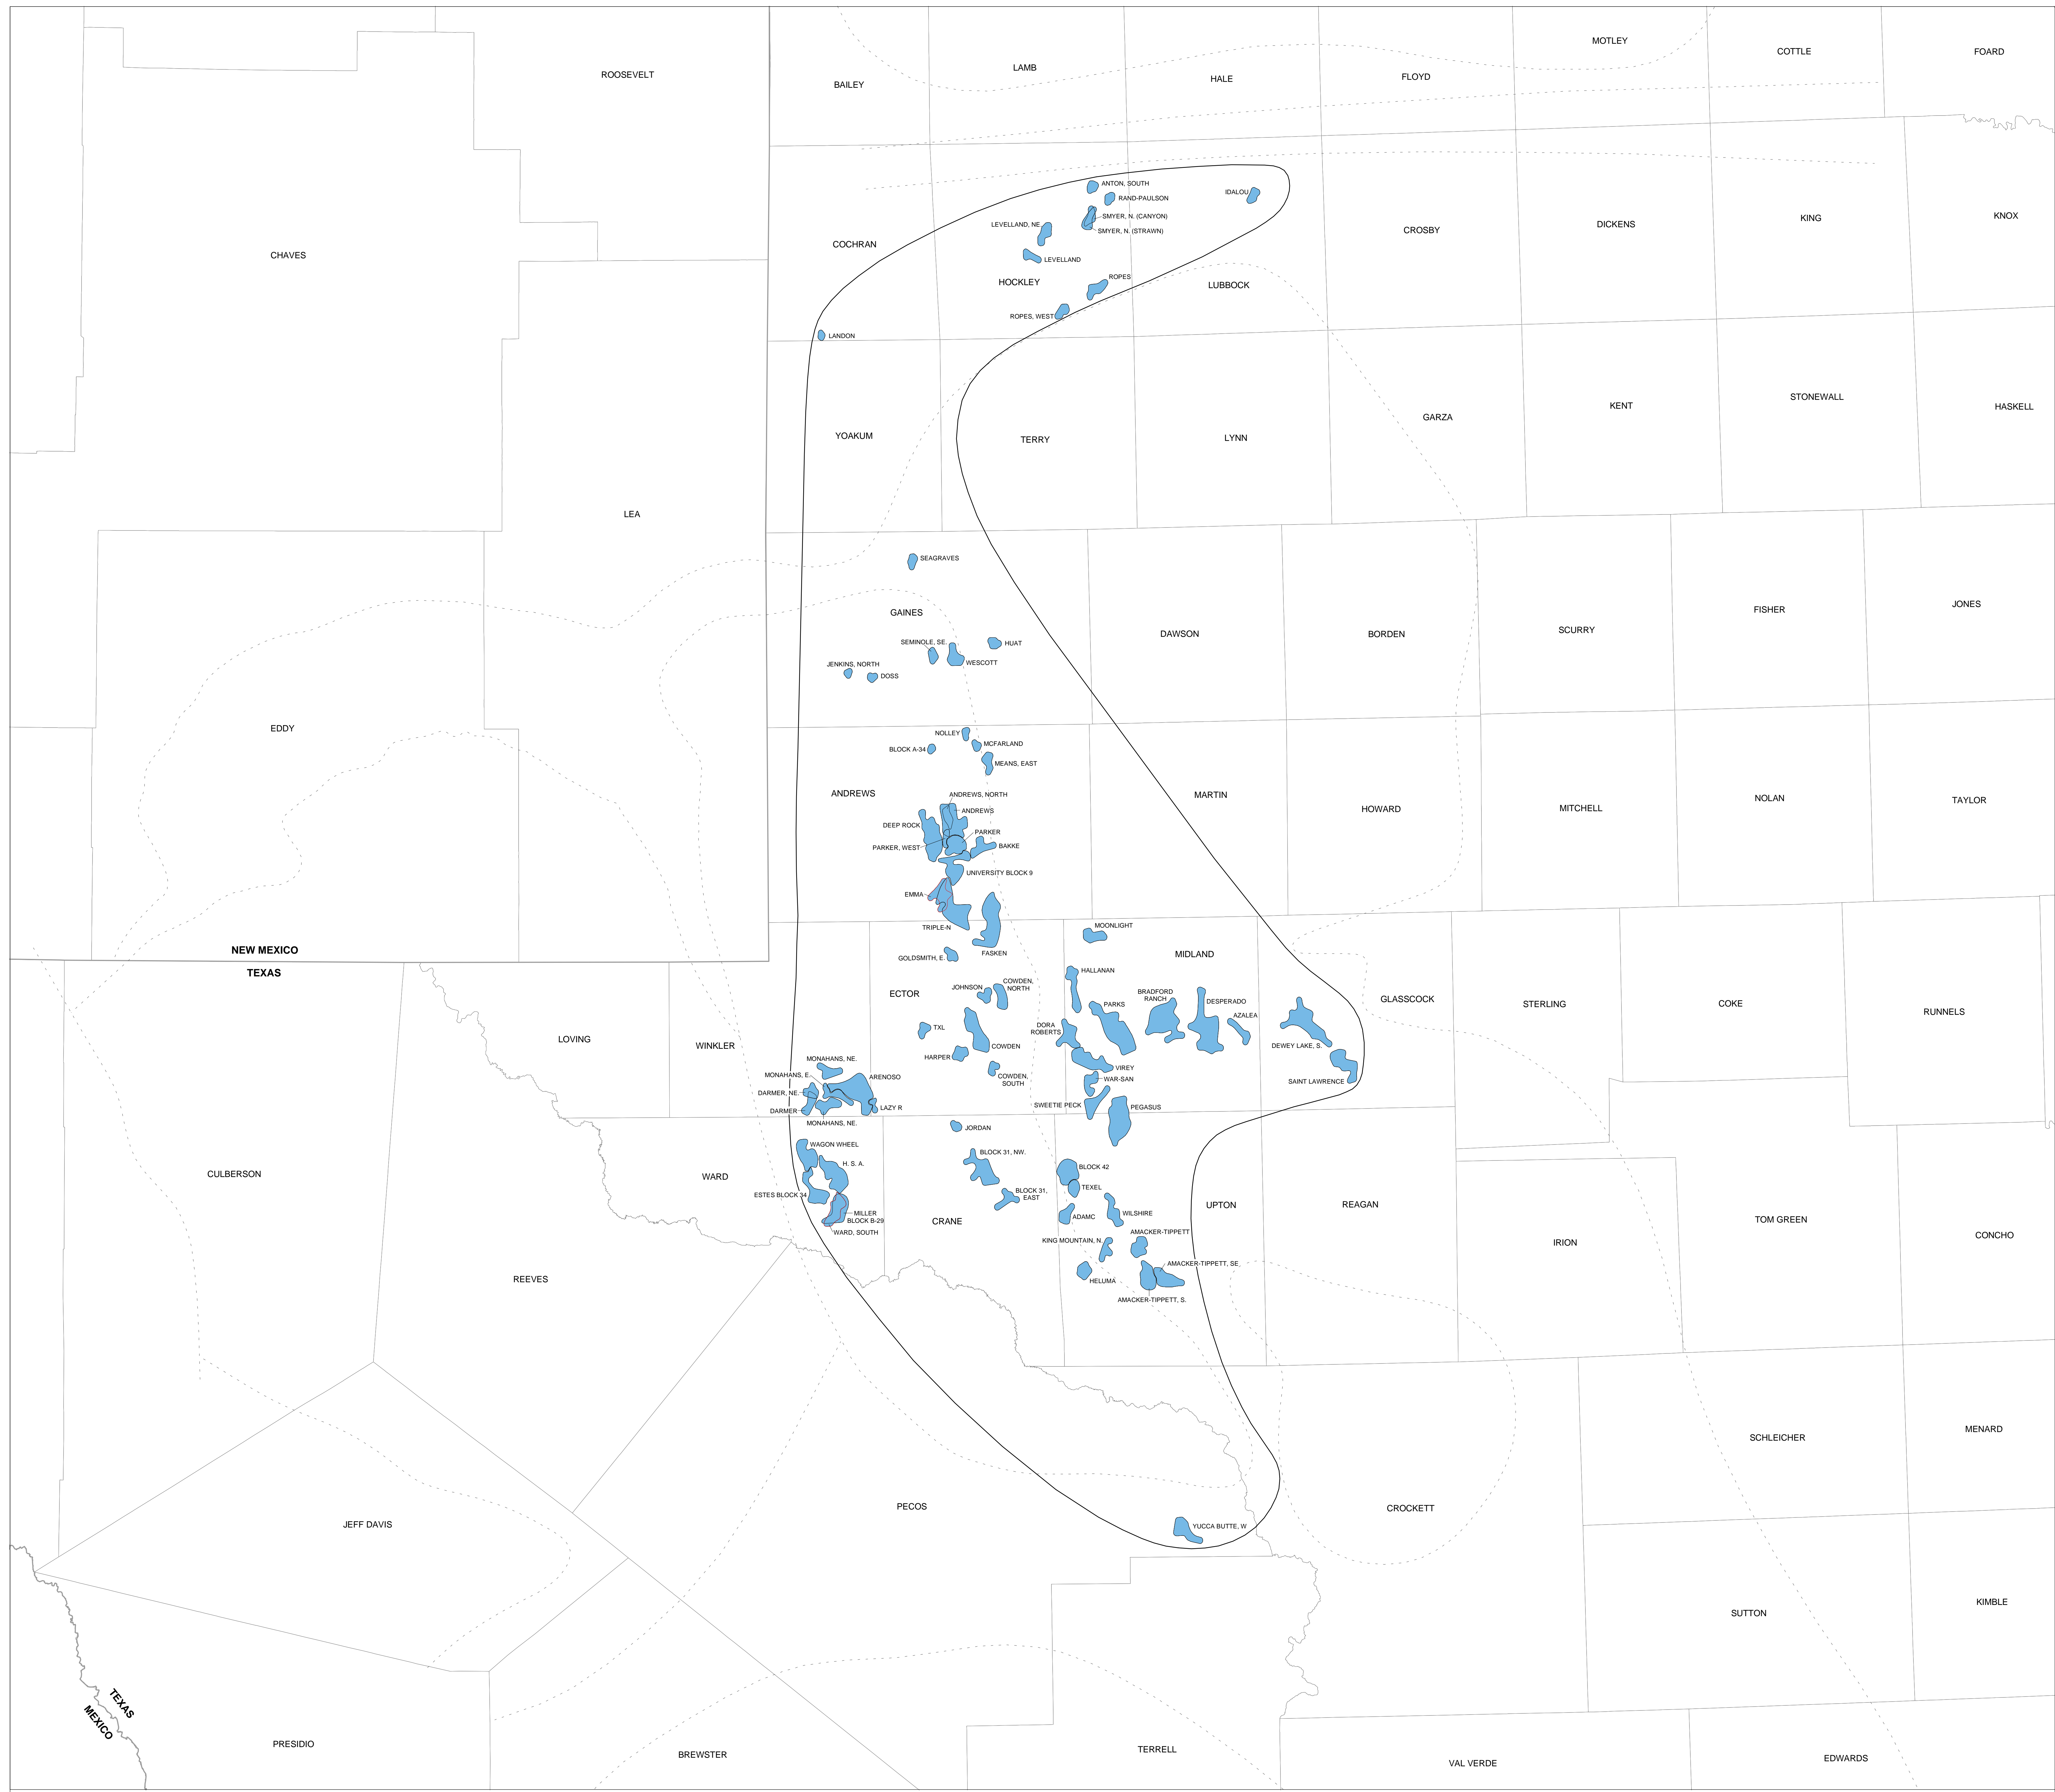 MOTLEY
COTTLE
FOARD
LAMB
ROOSEVELT
HALE
FLOYD
BAILEY
ANTON, SOUTH
RAND-PAULSON
IDALOU
SMYER, N. (CANYON)
SMYER, N. (STRAWN)
LEVELLAND, NE.
KNOX
KING
DICKENS
CROSBY
COCHRAN
CHAVES
LEVELLAND
ROPES
HOCKLEY
LUBBOCK
ROPES, WEST
LANDON
STONEWALL
HASKELL
KENT
GARZA
YOAKUM
TERRY
LYNN
LEA
SEAGRAVES
JONES
FISHER
GAINES
SCURRY
DAWSON
BORDEN
SEMINOLE, SE.
HUAT
WESCOTT
JENKINS, NORTH
DOSS
EDDY
NOLLEY
MCFARLAND
BLOCK A-34
MEANS, EAST
ANDREWS
ANDREWS, NORTH
MARTIN
NOLAN
TAYLOR
MITCHELL
HOWARD
ANDREWS
DEEP ROCK
PARKER
PARKER, WEST
BAKKE
UNIVERSITY BLOCK 9
EMMA
TRIPLE-N
MOONLIGHT
NEW MEXICO
TEXAS
FASKEN
GOLDSMITH, E.
MIDLAND
HALLANAN
COWDEN,
NORTH
JOHNSON
ECTOR
BRADFORD
RANCH
DESPERADO
PARKS
AZALEA
GLASSCOCK
STERLING
COKE
RUNNELS
TXL
DORA
ROBERTS
LOVING
WINKLER
COWDEN
DEWEY LAKE, S.
HARPER
MONAHANS, NE.
VIREY
MONAHANS, E.
ARENOSO
COWDEN,
SOUTH
WAR-SAN
SAINT LAWRENCE
DARMER, NE.
DARMER
LAZY R
SWEETIE PECK
PEGASUS
MONAHANS, NE.
JORDAN
WAGON WHEEL
BLOCK 31, NW.
H. S. A.
BLOCK 42
CULBERSON
WARD
TEXEL
ESTES BLOCK 34
BLOCK 31,
EAST
UPTON
REAGAN
MILLER
BLOCK B-29
CRANE
ADAMC
WILSHIRE
TOM GREEN
WARD, SOUTH
AMACKER-TIPPETT
CONCHO
KING MOUNTAIN, N.
IRION
AMACKER-TIPPETT, SE
REEVES
HELUMA
AMACKER-TIPPETT, S.
MENARD
SCHLEICHER
PECOS
CROCKETT
JEFF DAVIS
YUCCA BUTTE, W
KIMBLE
SUTTON
TEXAS
MEXICO
PRESIDIO
BREWSTER
TERRELL
VAL VERDE
EDWARDS